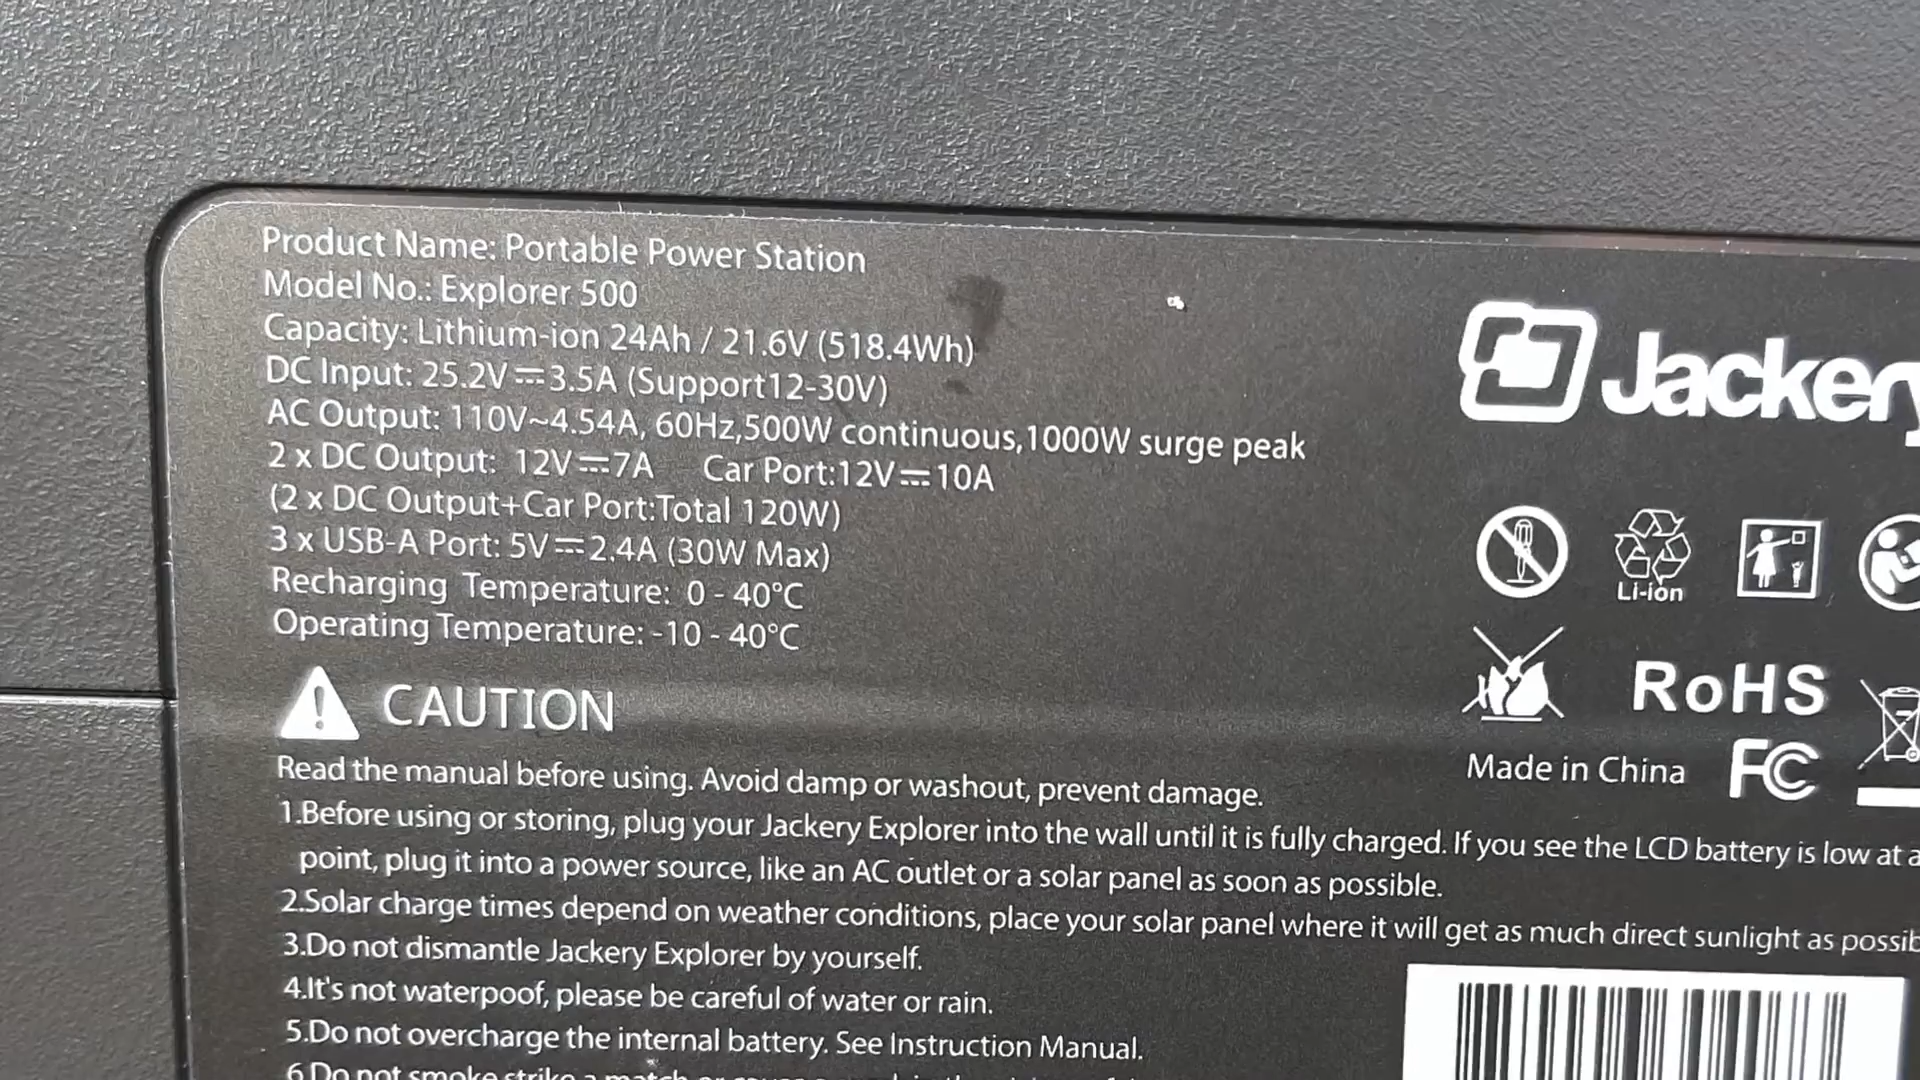 Product Name: Portable Power Station
Model No.: Explorer 500
Capacity: Lithium-ion 24Ah / 21.6V (518.4Wh)
DC Input: 25.2V⎓3.5A (Support12-30V)
AC Output: 110V~4.54A, 60Hz,500W continuous,1000W surge peak
2 x DC Output: 12V⎓7A Car Port:12V⎓10A
(2 x DC Output+Car Port:Total 120W)
3 x USB-A Port: 5V⎓2.4A (30W Max)
Recharging Temperature: 0 - 40°C
Operating Temperature: -10 - 40°C
Jackery
Li-ion
RoHS
Made in China FC
CAUTION
Read the manual before using. Avoid damp or washout, prevent damage.
1.Before using or storing, plug your Jackery Explorer into the wall until it is fully charged. If you see the LCD battery is low at
point, plug it into a power source, like an AC outlet or a solar panel as soon as possible.
2.Solar charge times depend on weather conditions, place your solar panel where it will get as much direct sunlight as
3.Do not dismantle Jackery Explorer by yourself.
4.It's not waterpoof, please be careful of water or rain.
5.Do not overcharge the internal battery. See Instruction Manual.
6.Do not smoke strike a match or